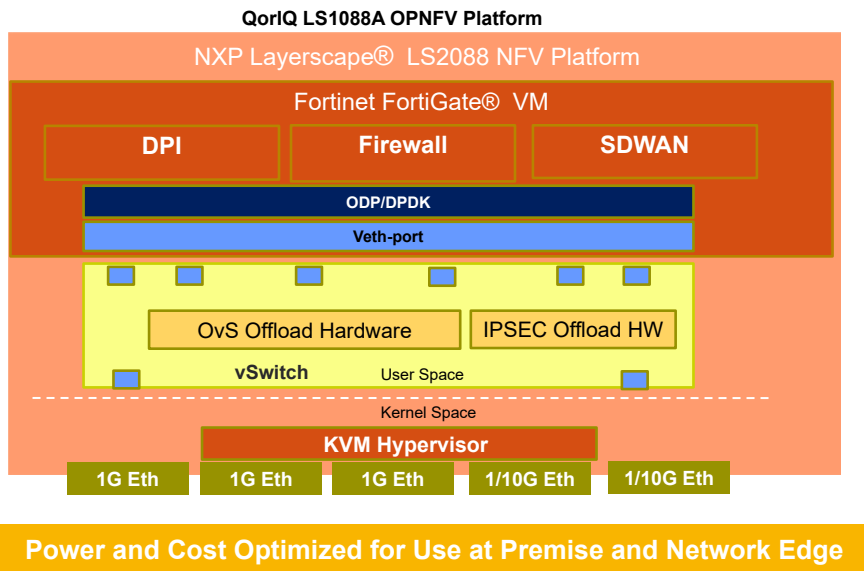 QorIQ LS1088A OPNFV Platform
NXP Layerscape® LS2088 NFV Platform
Fortinet FortiGate® VM
DPI
Firewall
SDWAN
ODP/DPDK
Veth-port
OvS Offload Hardware
IPSEC Offload HW
vSwitch
User Space
Kernel Space
KVM Hypervisor
1G Eth
1G Eth
1G Eth
1/10G Eth
1/10G Eth
Power and Cost Optimized for Use at Premise and Network Edge